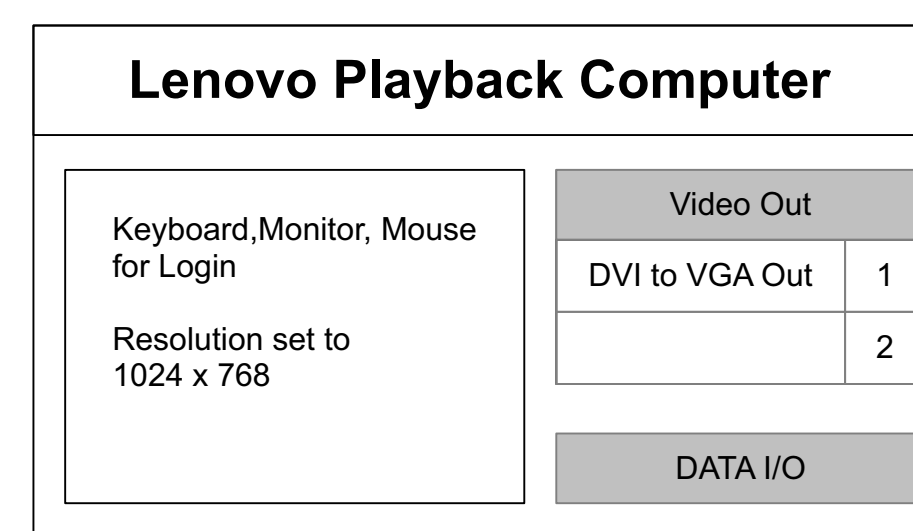 Lenovo Playback Computer
Keyboard,Monitor, Mouse
for Login
Resolution set to
1024 x 768
Video Out
DVI to VGA Out 1
2
DATA I/O